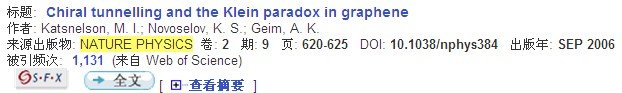 标题: Chiral tunnelling and the Klein paradox in graphene
作者: Katsnelson, M. I.; Novoselov, K. S.; Geim, A. K.
来源出版物: NATURE PHYSICS 卷: 2 期: 9 页: 620-625 DOI: 10.1038/nphys384 出版年: SEP 2006
被引频次: 1,131 (来自 Web of Science)
S·F·X 全文 [ 查看摘要 ]